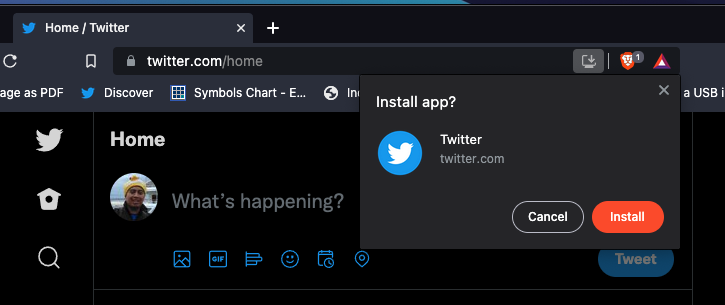 Home / Twitter
twitter.com/home
1
age as PDF
Discover
Symbols Chart - E...
a USB i
Install app?
Twitter
twitter.com
Cancel
Install
Home
What's happening?
GIF
Tweet